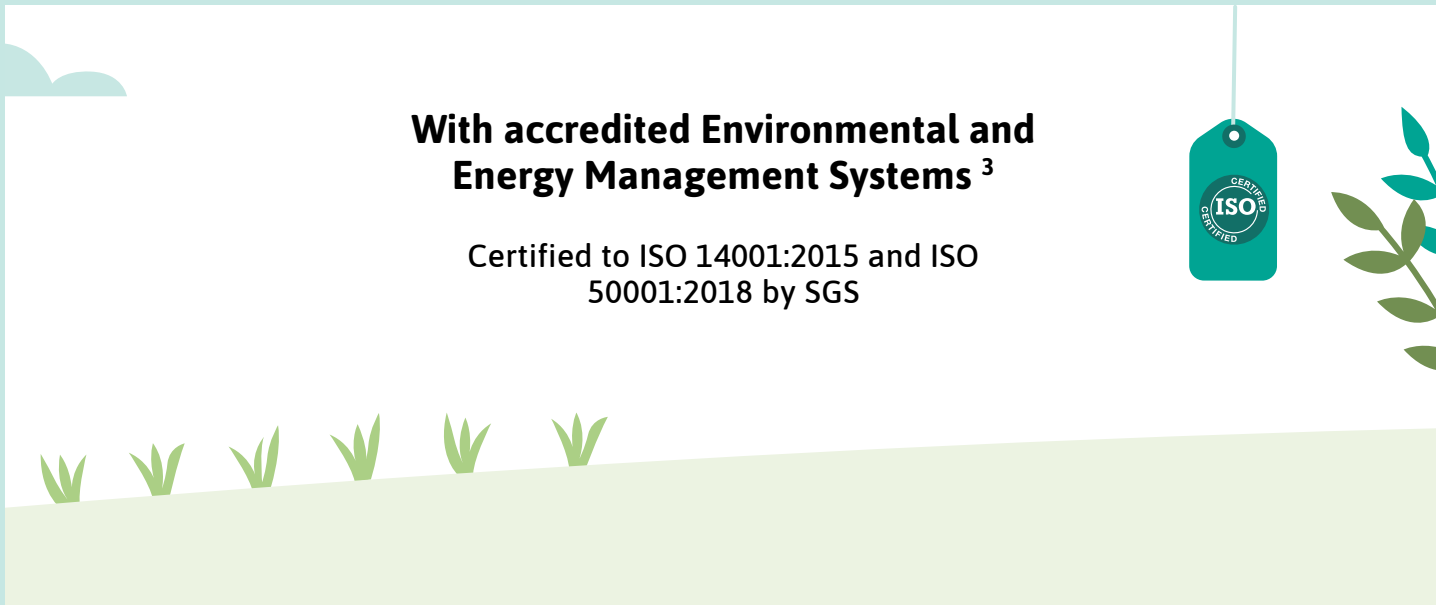 With accredited Environmental and
Energy Management Systems ³
Certified to ISO 14001:2015 and ISO
50001:2018 by SGS
CERTIFIED
ISO
CERTIFIED